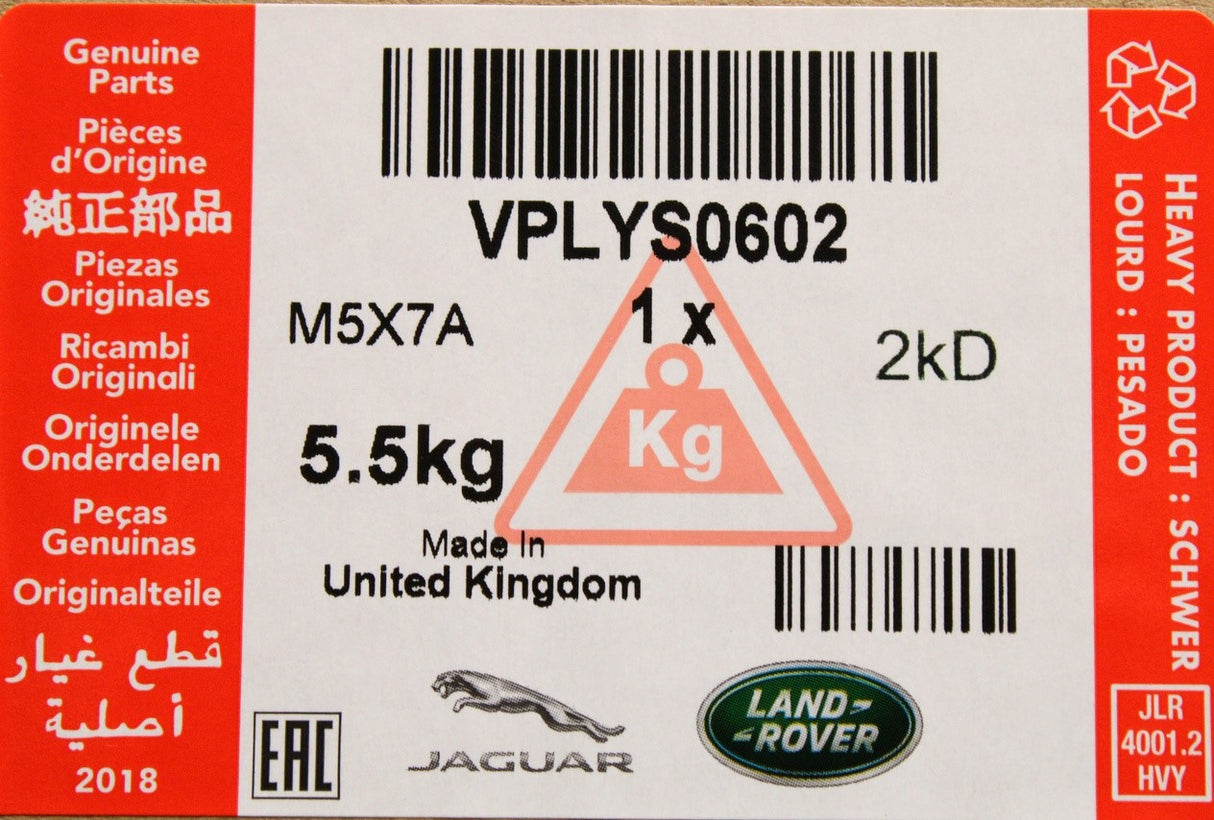 Genuine
Parts
Pièces
d'Origine
純正部品
Piezas
Originales
Ricambi
Originali
Originele
Onderdelen
Peças
Genuinas
Originalteile
قطع غيار
أصلية
2018
VPLYS0602
M5X7A
1 x
2kD
Kg
5.5kg
Made In
United Kingdom
EAC
JAGUAR
LAND
ROVER
HEAVY PRODUCT : SCHWER
LOURD : PESADO
JLR
4001.2
HVY